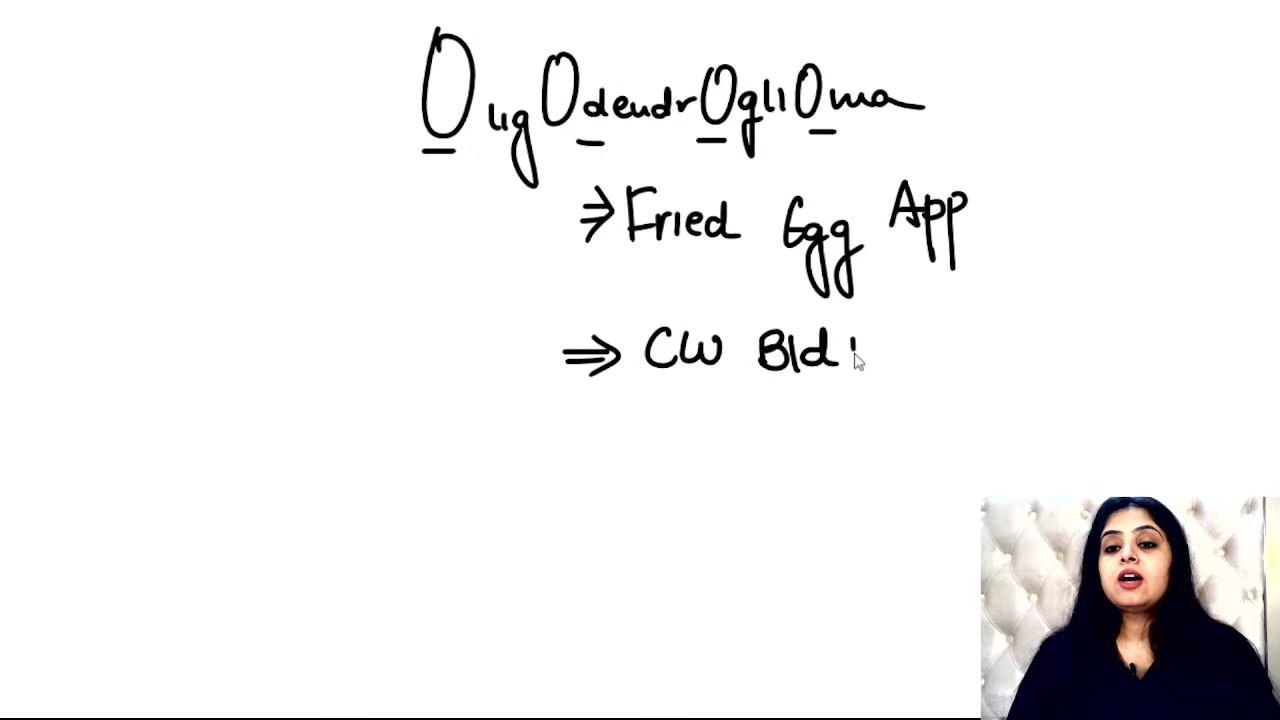 OligOdendrOgliOma
⇒ Fried Egg App
⇒ CW Bld